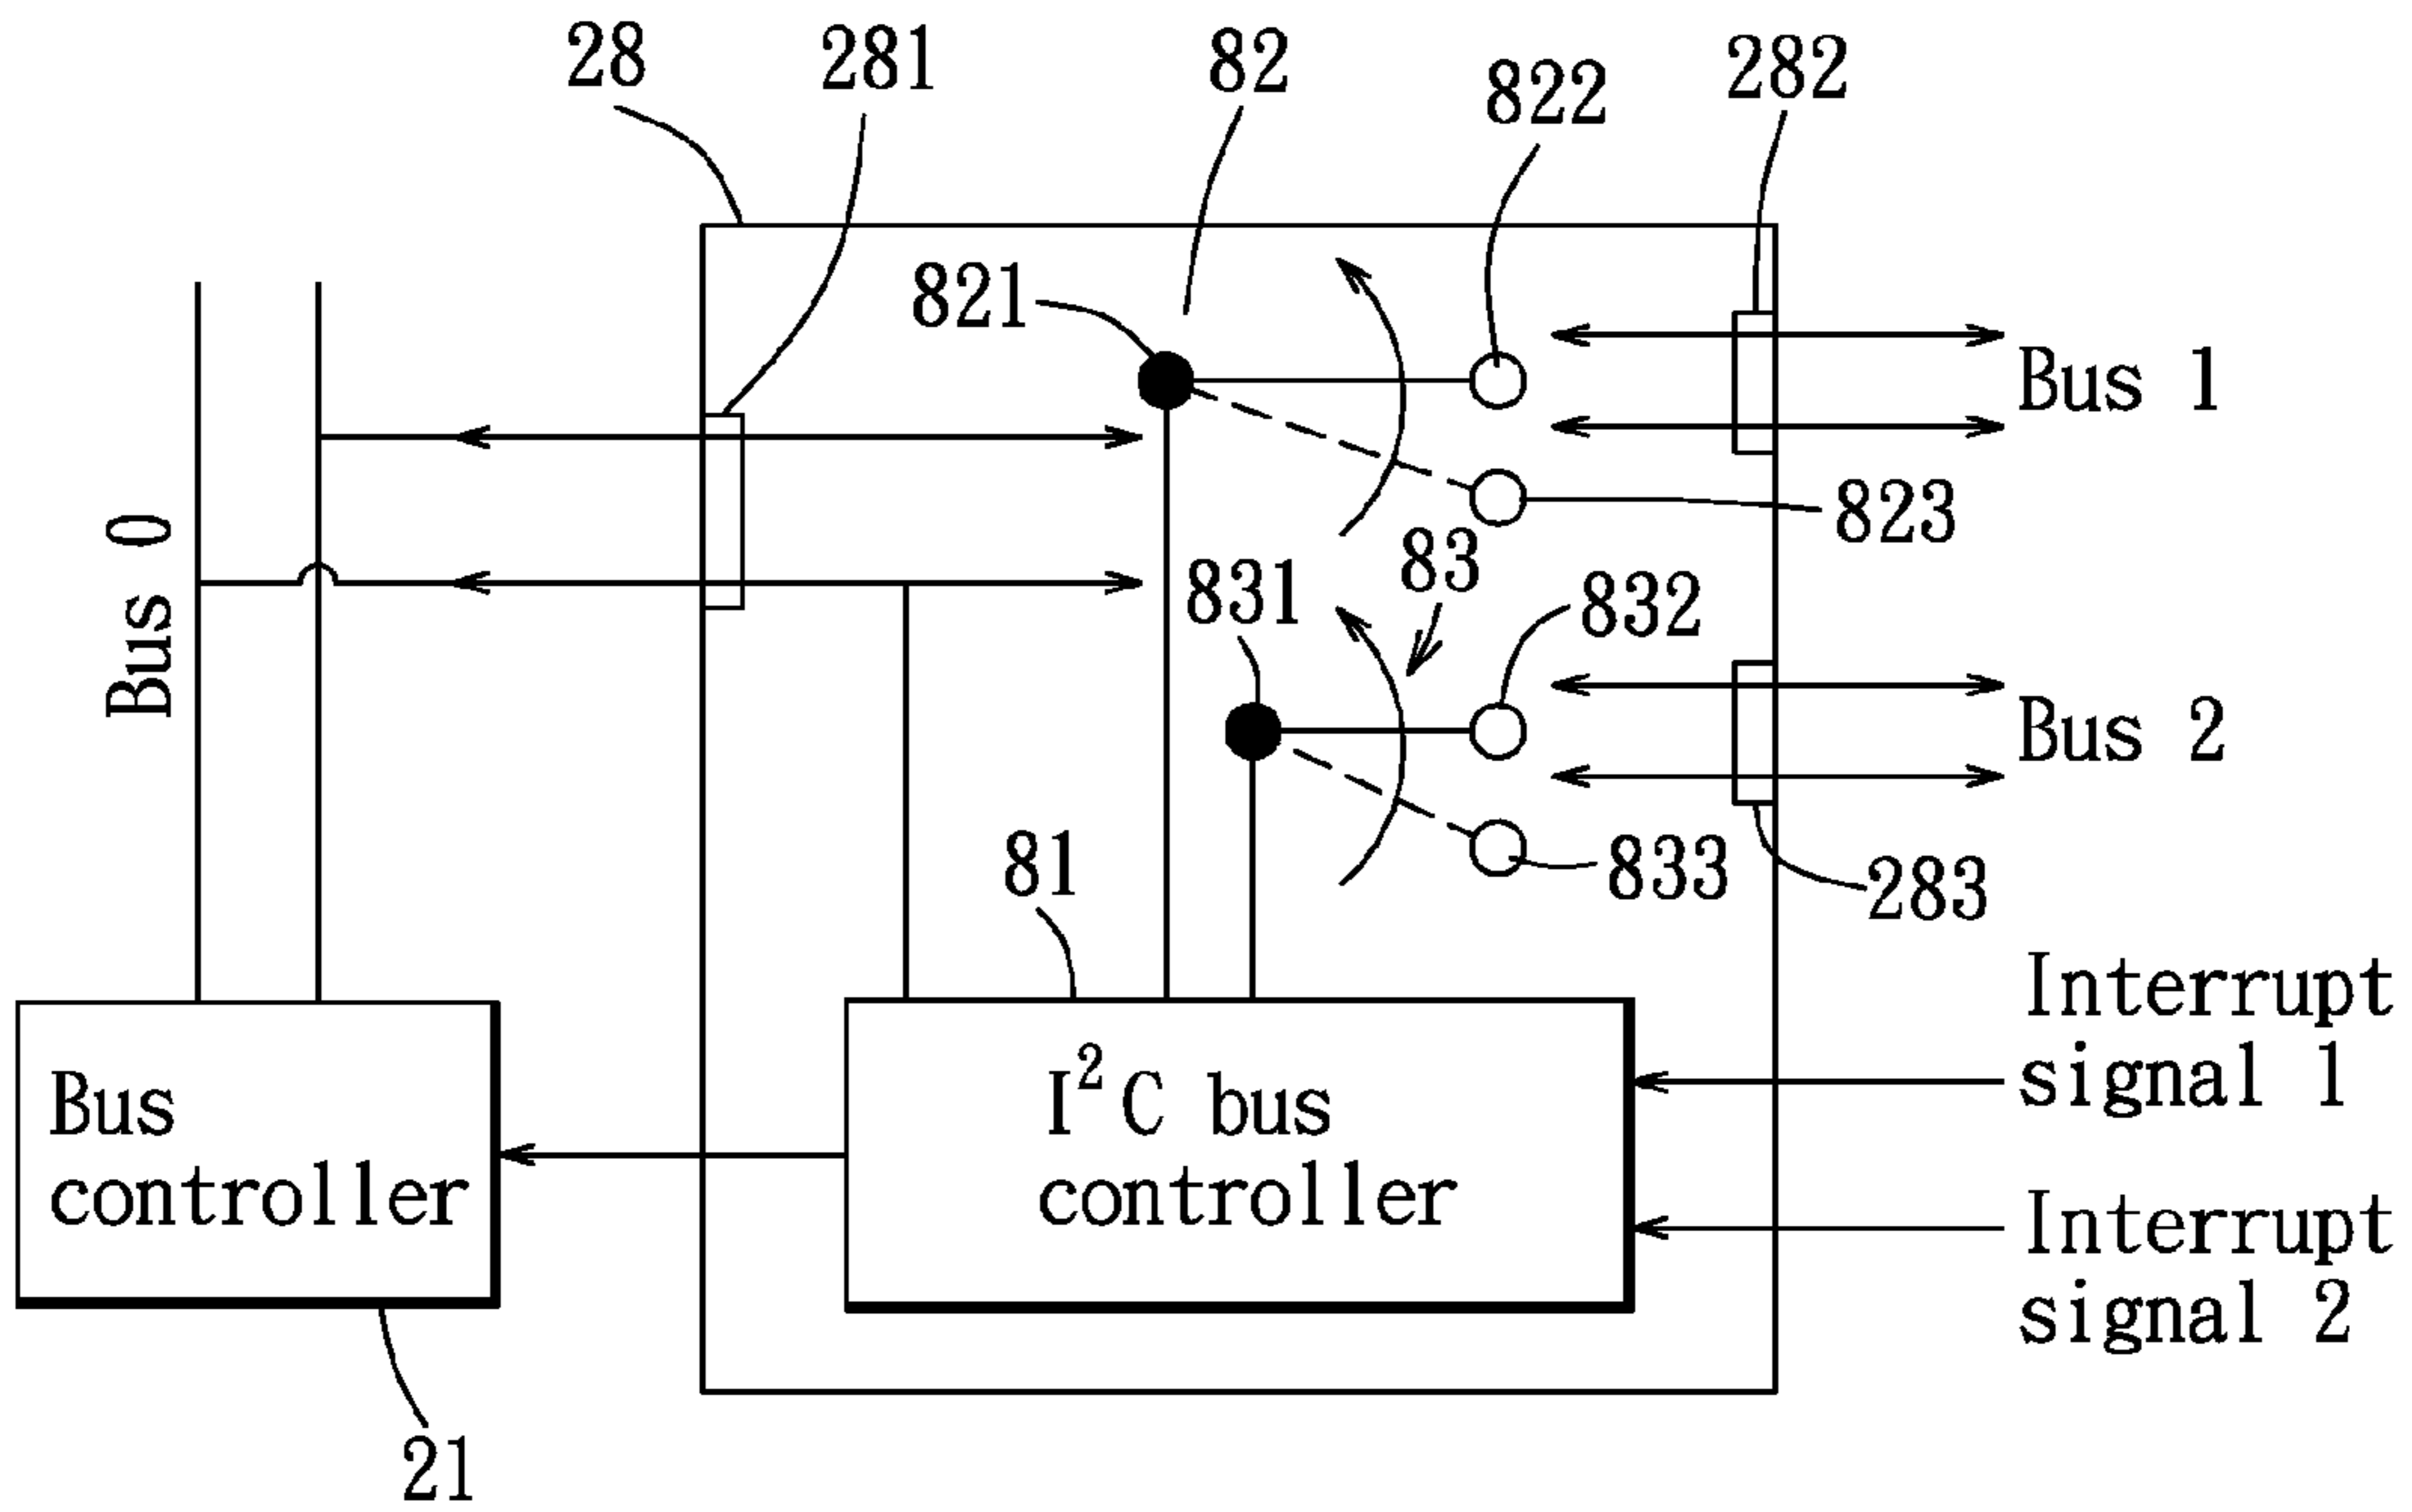 28
281
82
822
282
821
Bus 1
823
83
831
832
Bus 0
Bus 2
81
833
283
Interrupt
signal 1
Bus
controller
I²C bus
controller
Interrupt
signal 2
21